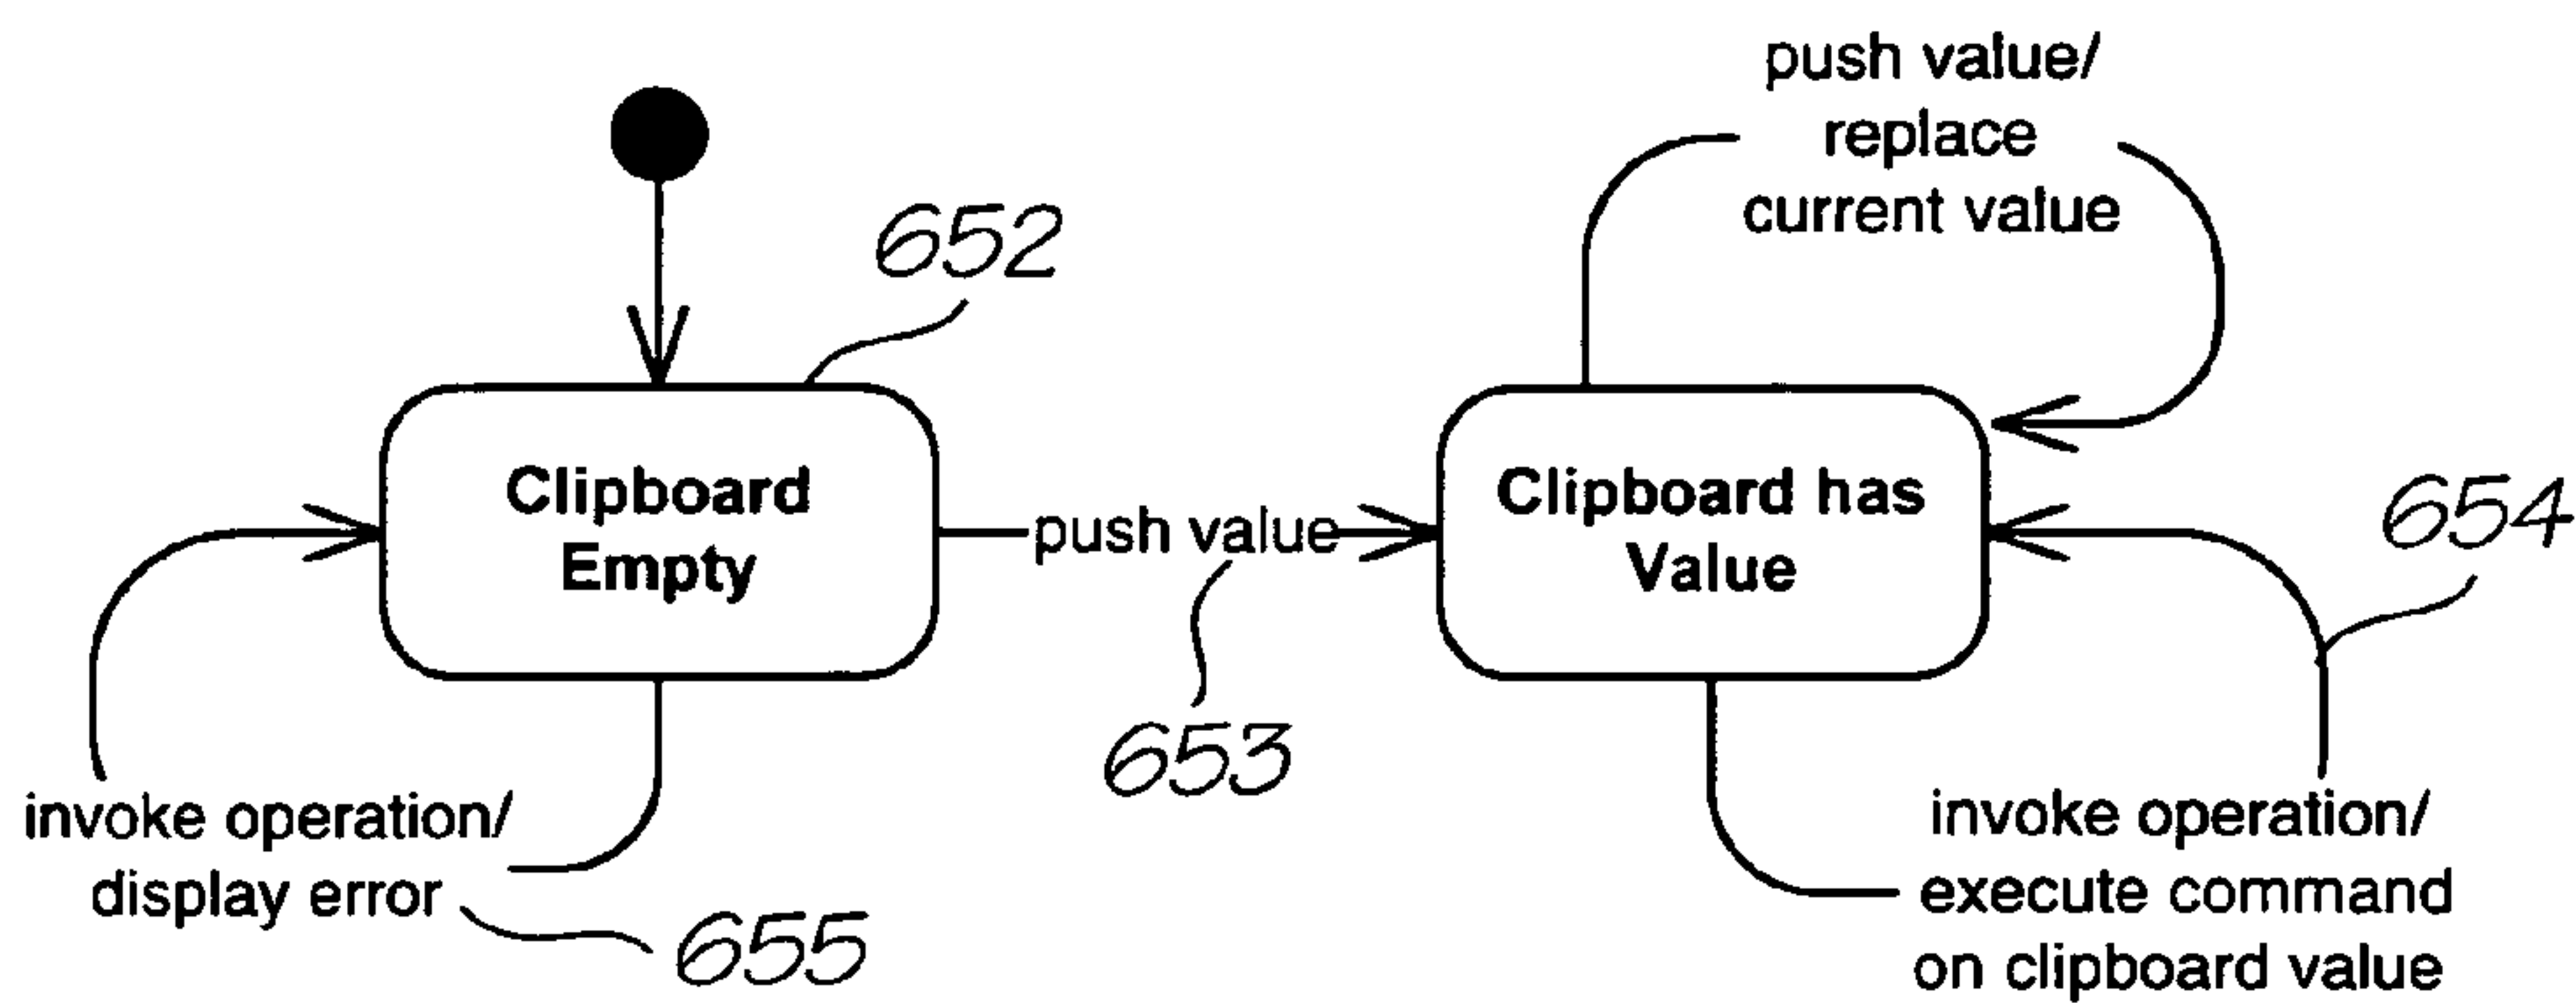 push value/
replace
current value
652
Clipboard
Empty
push value
Clipboard has
Value
654
653
invoke operation/
display error
655
invoke operation/
execute command
on clipboard value